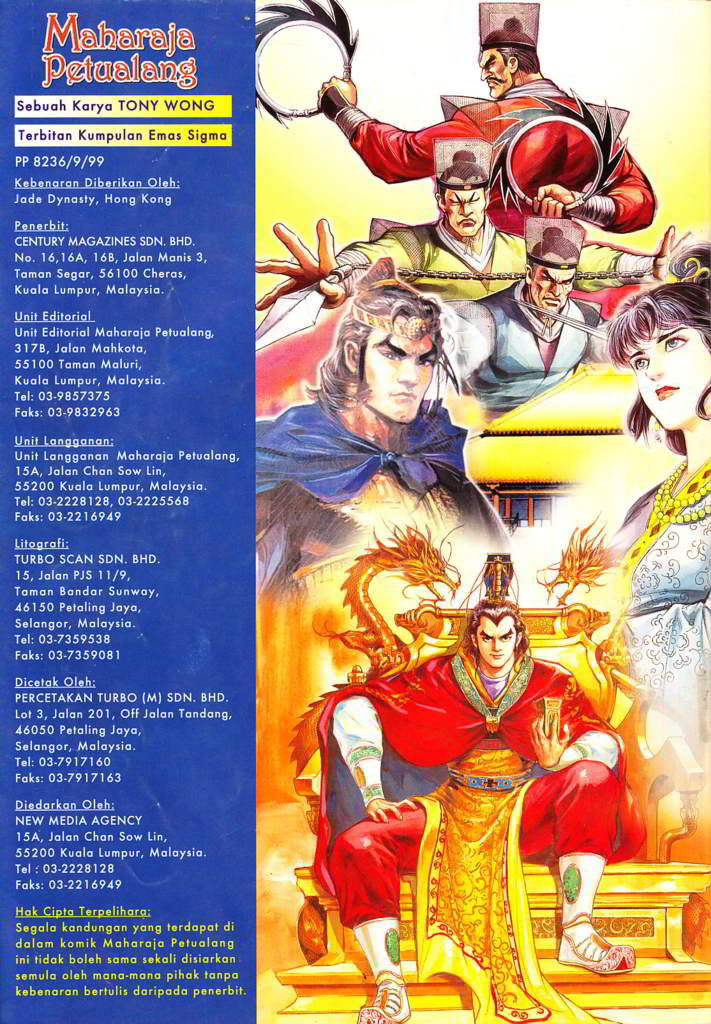 Maharaja
Petualang
Sebuah Karya TONY WONG
Terbitan Kumpulan Emas Sigma
PP 8236/9/99
Kebenaran Diberikan Oleh:
Jade Dynasty, Hong Kong
Penerbit:
CENTURY MAGAZINES SDN. BHD.
No. 16,16A, 16B, Jalan Manis 3,
Taman Segar, 56100 Cheras,
Kuala Lumpur, Malaysia.
Unit Editorial
Unit Editorial Maharaja Petualang,
317B, Jalan Mahkota,
55100 Taman Maluri,
Kuala Lumpur, Malaysia.
Tel: 03-9857375
Faks: 03-9832963
Unit Langganan:
Unit Langganan Maharaja Petualang,
15A, Jalan Chan Sow Lin,
55200 Kuala Lumpur, Malaysia.
Tel: 03-2228128, 03-2225568
Faks: 03-2216949
Litografi:
TURBO SCAN SDN. BHD.
15, Jalan PJS 11/9,
Taman Bandar Sunway,
46150 Petaling Jaya,
Selangor, Malaysia.
Tel: 03-7359538
Faks: 03-7359081
Dicetak Oleh:
PERCETAKAN TURBO (M) SDN. BHD.
Lot 3, Jalan 201, Off Jalan Tandang,
46050 Petaling Jaya,
Selangor, Malaysia.
Tel: 03-7917160
Faks: 03-7917163
Diedarkan Oleh:
NEW MEDIA AGENCY
15A, Jalan Chan Sow Lin,
55200 Kuala Lumpur, Malaysia.
Tel : 03-2228128
Faks: 03-2216949
Hak Cipta Terpelihara:
Segala kandungan yang terdapat di
dalam komik Maharaja Petualang
ini tidak boleh sama sekali disiarkan
semula oleh mana-mana pihak tanpa
kebenaran bertulis daripada penerbit.